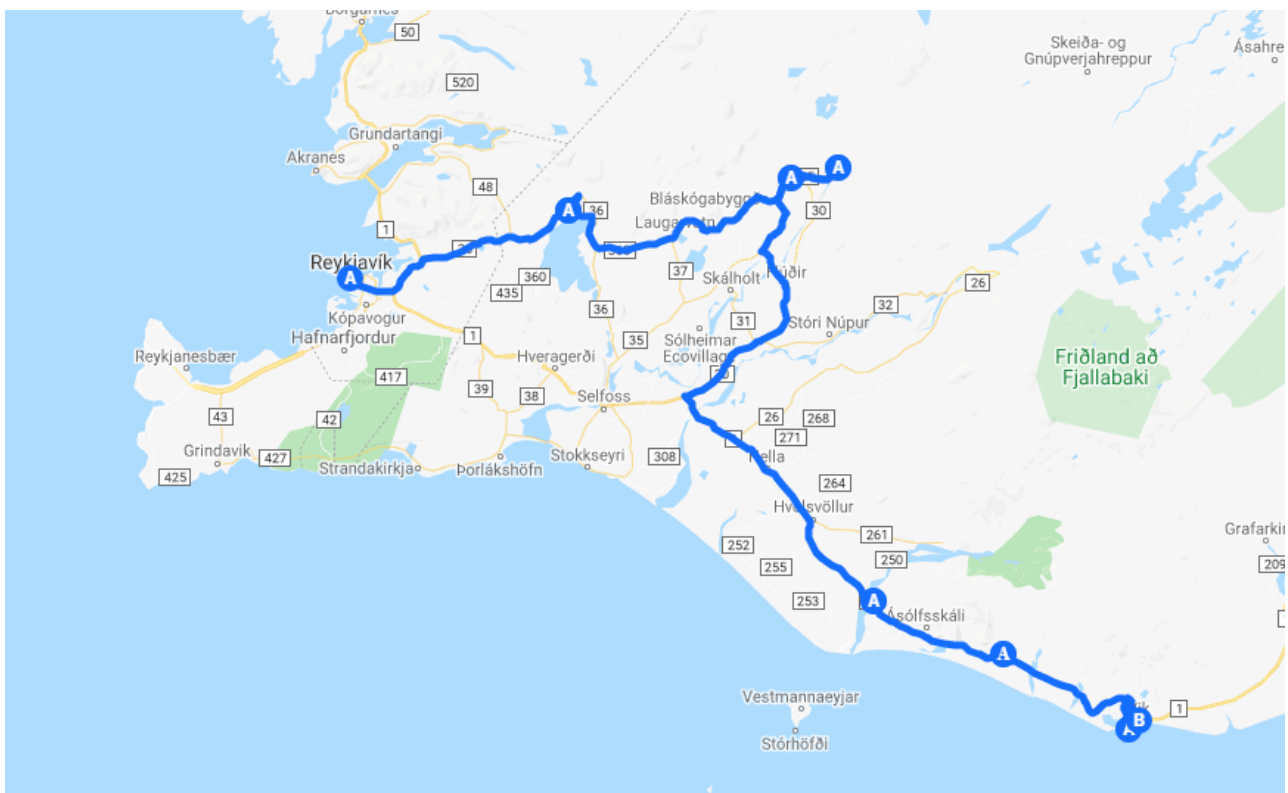 50
Skeiða- og
Gnúpverjahreppur
Ásahre
520
Grundartangi
Akranes
48
A
A
36
A
Bláskógabygg
30
1
Reykjavík
A
37
Skálholt
360
435
26
Kópavogur
36
31
32
Stóri Núpur
Hafnarfjordur
1
35
Sólheimar
Ecovillag
Reykjanesbær
Hveragerði
Friðland að
Fjallabaki
417
39
38
Selfoss
43
42
26
268
271
Grindavik
427
Strandakirkja
Þorlákshöfn
Stokkseyri
308
425
264
Hvolsvöllur
261
Grafarkir
252
250
209
255
253
A
Ásólfsskáli
A
Vestmannaeyjar
1
B
A
Stórhöfði